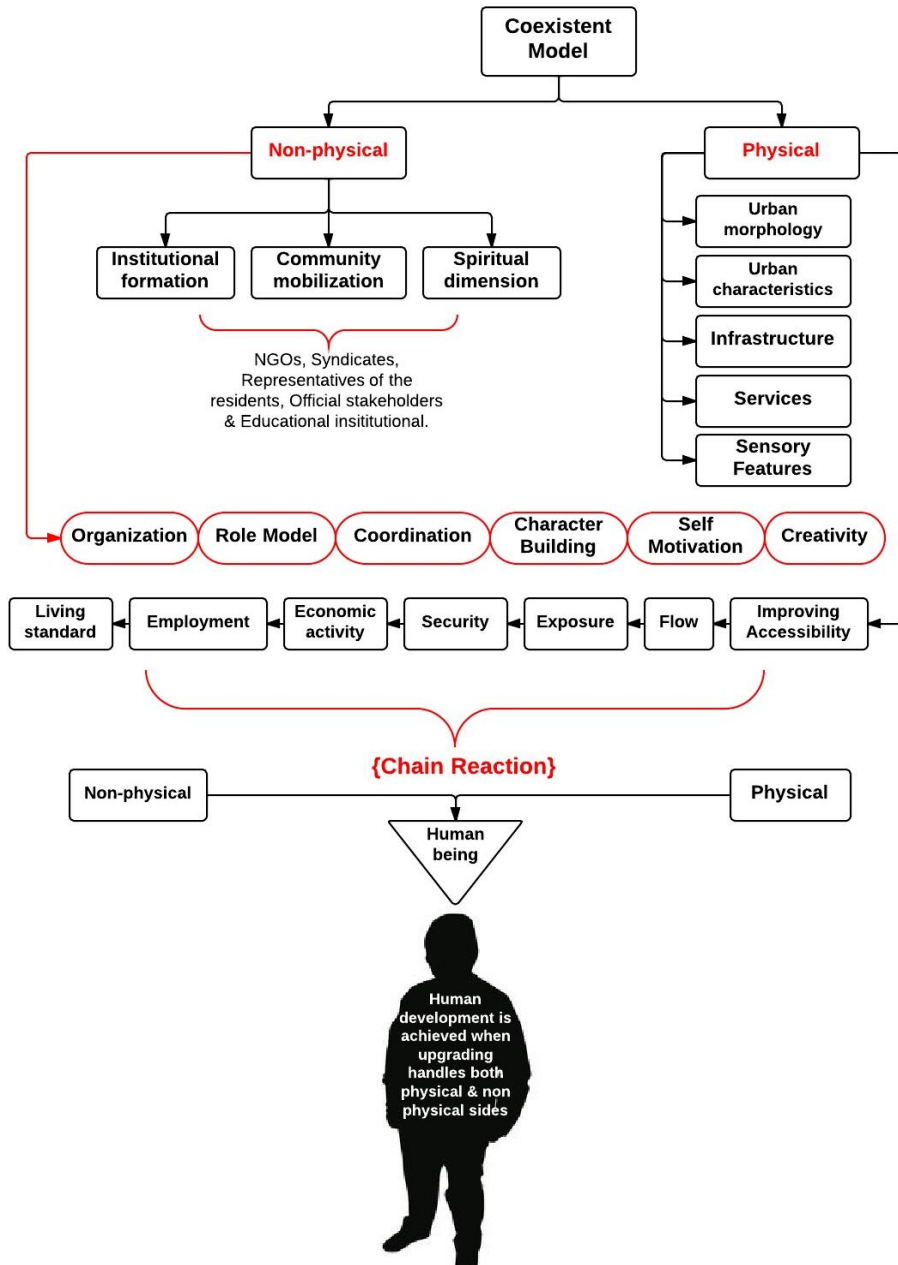 Coexistent
Model
Non-physical
Physical
Institutional
formation
Community
mobilization
Spiritual
dimension
NGOs, Syndicates,
Representatives of the
residents, Official stakeholders
& Educational insititutional.
Urban
morphology
Urban
characteristics
Infrastructure
Services
Sensory
Features
Organization
Role Model
Coordination
Character
Building
Self
Motivation
Creativity
Living
standard
Employment
Economic
activity
Security
Exposure
Flow
Improving
Accessibility
{Chain Reaction}
Non-physical
Physical
Human
being
Human
development is
achieved when
upgrading
handles both
physical & non
physical sides